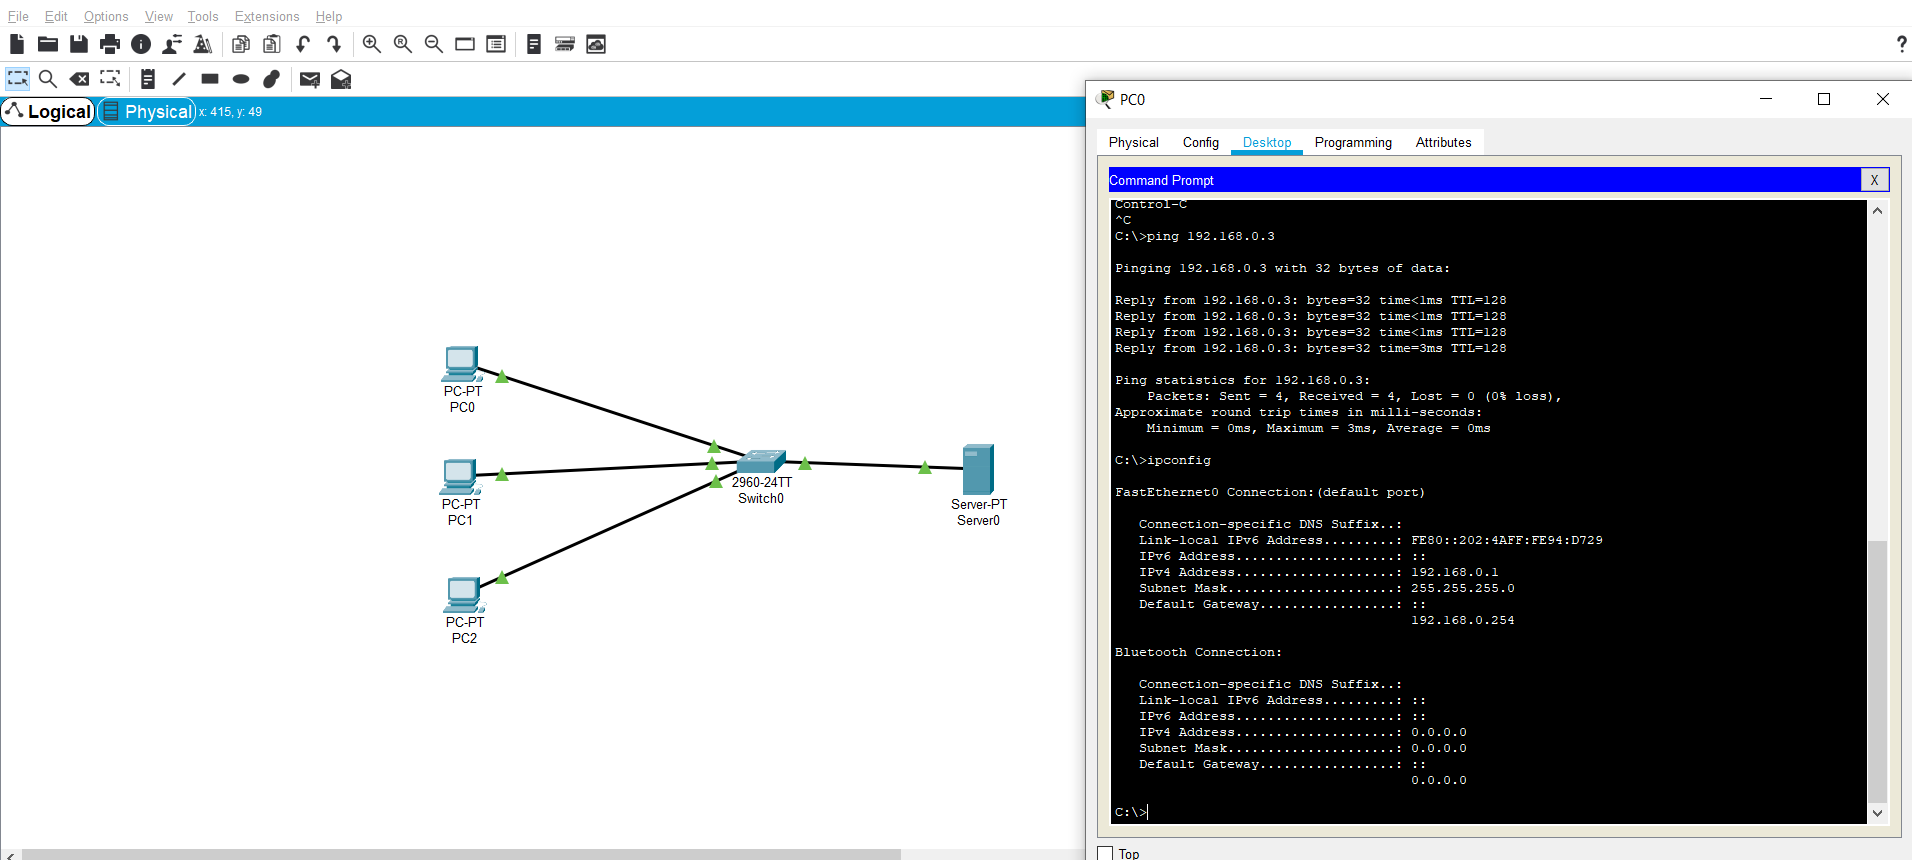 File Edit Options View Tools Extensions Help
?
Logical Physical x: 415, y: 49
PC-PT
PC0
PC-PT
PC1
PC-PT
PC2
2960-24TT
Switch0
Server-PT
Server0
PC0
Physical Config Desktop Programming Attributes
Command Prompt X
Control-C
^C
C:\>ping 192.168.0.3
Pinging 192.168.0.3 with 32 bytes of data:
Reply from 192.168.0.3: bytes=32 time<1ms TTL=128
Reply from 192.168.0.3: bytes=32 time<1ms TTL=128
Reply from 192.168.0.3: bytes=32 time<1ms TTL=128
Reply from 192.168.0.3: bytes=32 time=3ms TTL=128
Ping statistics for 192.168.0.3:
Packets: Sent = 4, Received = 4, Lost = 0 (0% loss),
Approximate round trip times in milli-seconds:
Minimum = 0ms, Maximum = 3ms, Average = 0ms
C:\>ipconfig
FastEthernet0 Connection:(default port)
Connection-specific DNS Suffix..:
Link-local IPv6 Address.........: FE80::202:4AFF:FE94:D729
IPv6 Address....................: ::
IPv4 Address....................: 192.168.0.1
Subnet Mask.....................: 255.255.255.0
Default Gateway.................: ::
192.168.0.254
Bluetooth Connection:
Connection-specific DNS Suffix..:
Link-local IPv6 Address.........: ::
IPv6 Address....................: ::
IPv4 Address....................: 0.0.0.0
Subnet Mask.....................: 0.0.0.0
Default Gateway.................: ::
0.0.0.0
C:\>
Top